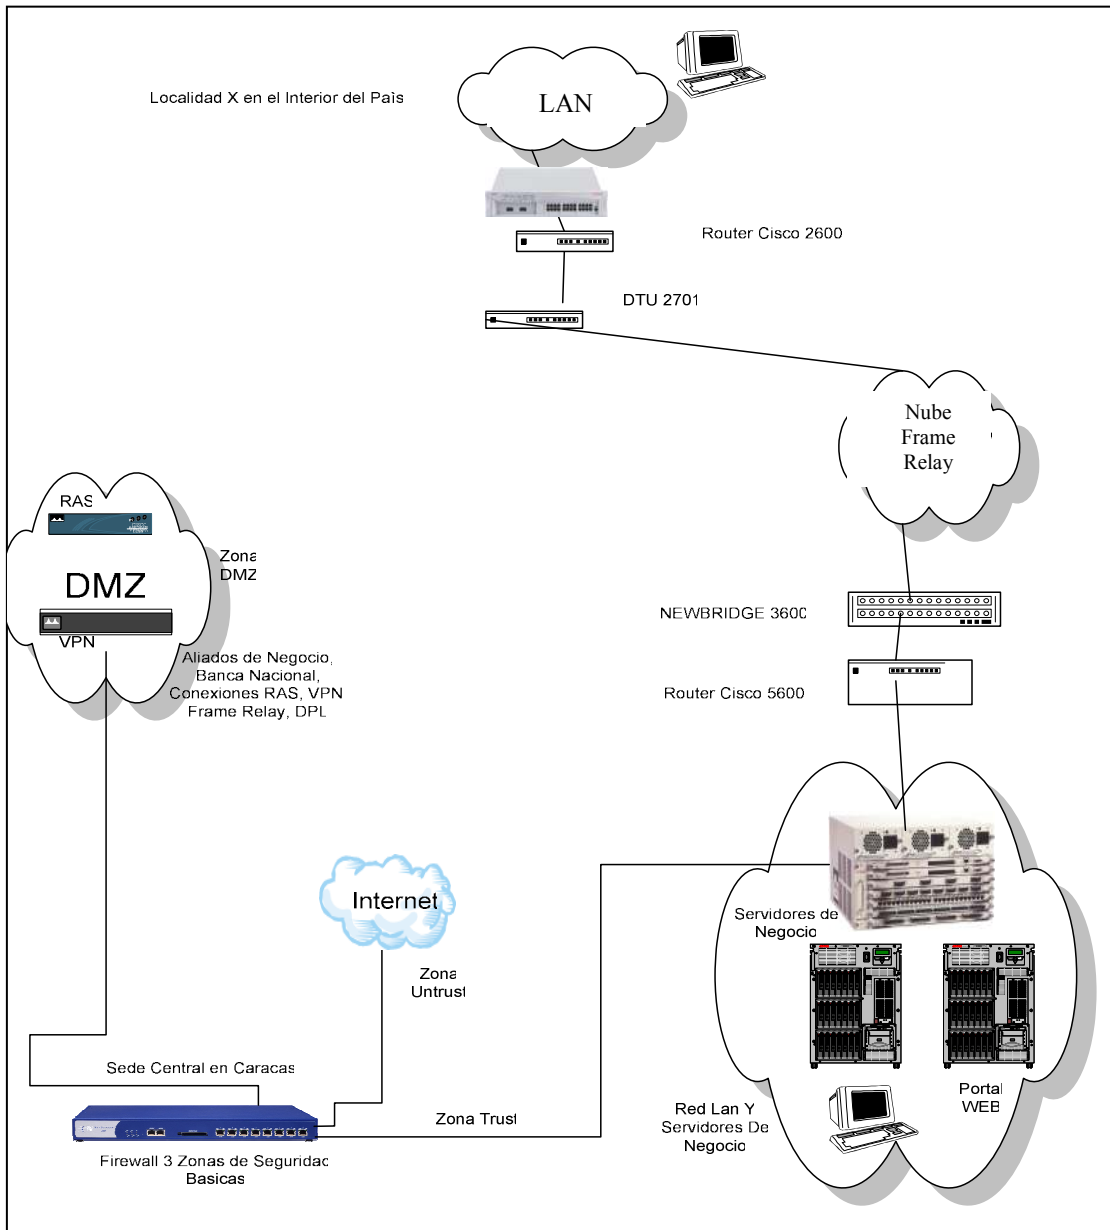 Localidad X en el Interior del País
LAN
Router Cisco 2600
DTU 2701
Nube
Frame
Relay
RAS
Zona
DMZ
DMZ
VPN
Aliados de Negocio,
Banca Nacional,
Conexiones RAS, VPN
Frame Relay, DPL
NEWBRIDGE 3600
Router Cisco 5600
Internet
Zona
Untrust
Servidores de
Negocio
Sede Central en Caracas
Zona Trust
Red Lan Y
Servidores De
Negocio
Portal
WEB
Firewall 3 Zonas de Seguridad
Basicas